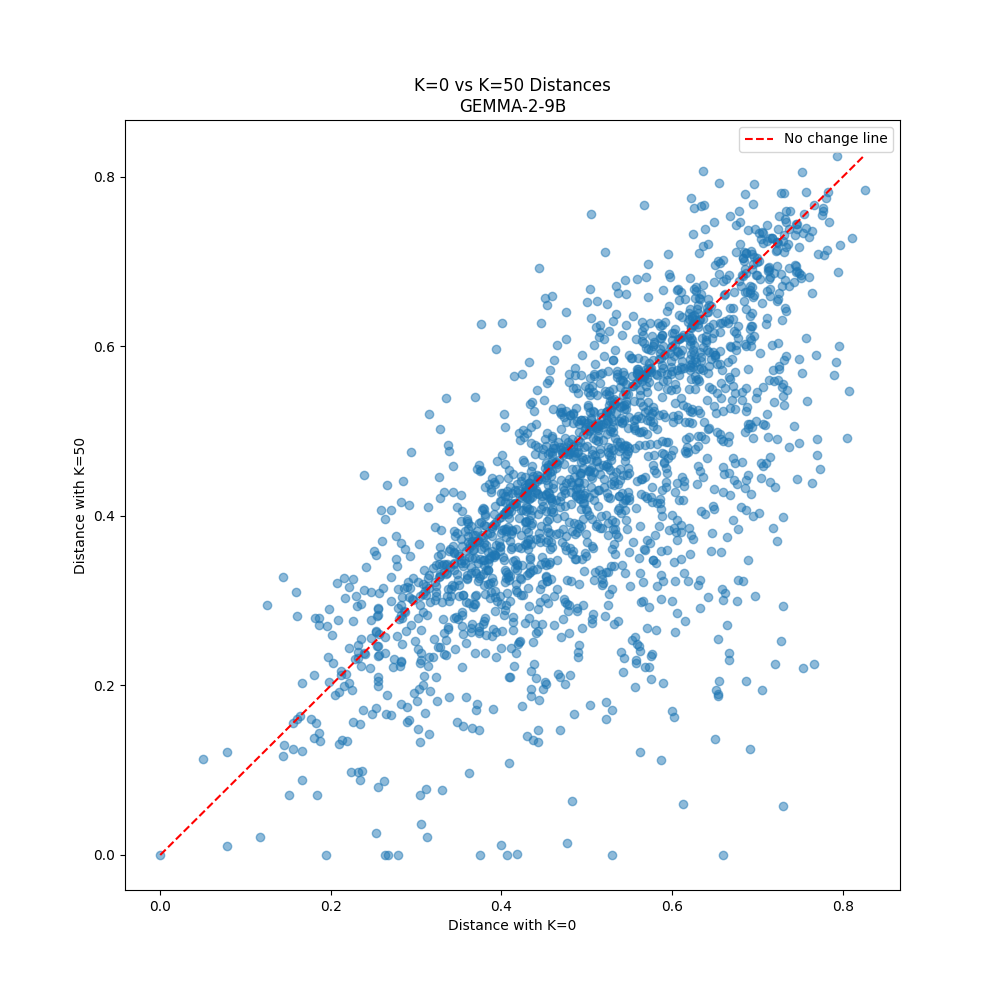 K=0 vs K=50 Distances
GEMMA-2-9B
No change line
Distance with K=50
0.8
0.6
0.4
0.2
0.0
0.0 0.2 0.4 0.6 0.8
Distance with K=0